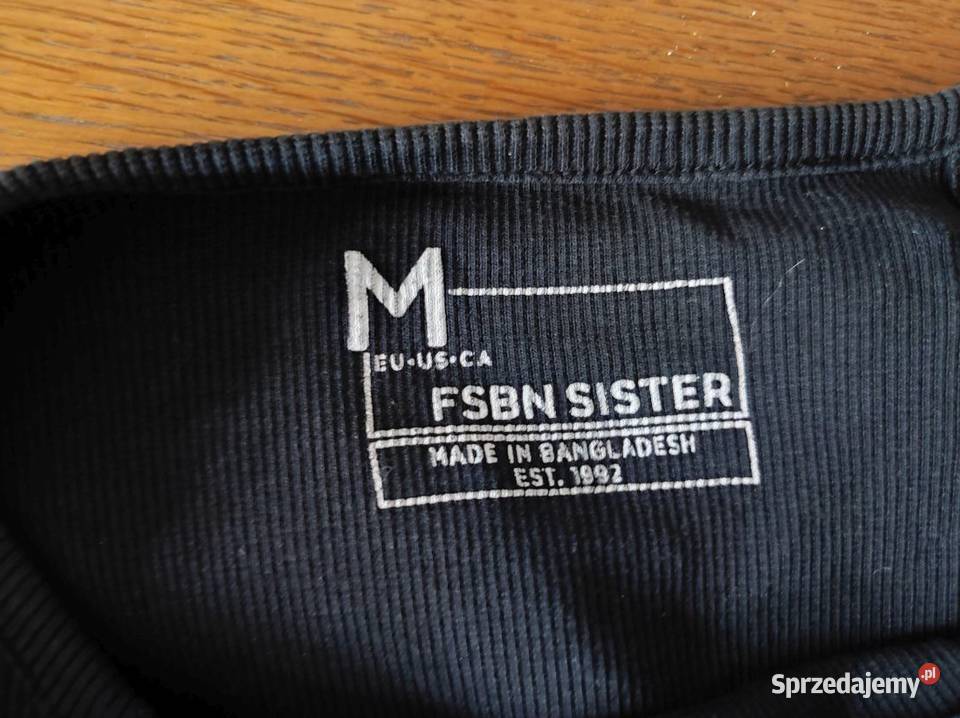 M
EU•US•CA
FSBN SISTER
MADE IN BANGLADESH
EST. 1992
Sprzedajemy.pl